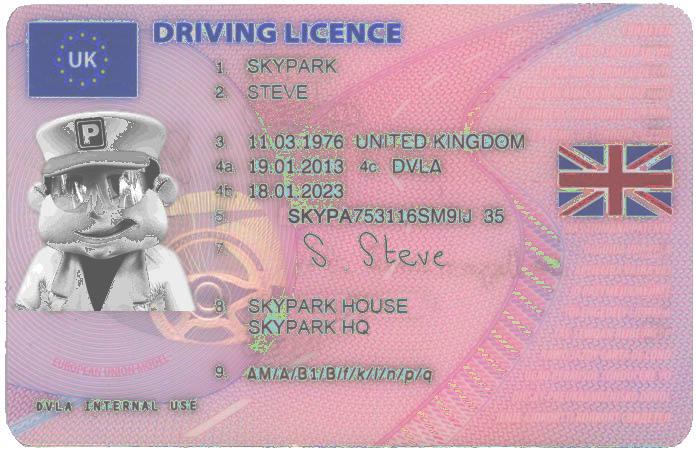 DRIVING LICENCE
UK
1. SKYPARK
2. STEVE
P
3. 11.03.1976 UNITED KINGDOM
4a. 19.01.2013 4c. DVLA
4b. 18.01.2023
5. SKYPA753116SM9IJ 35
7. S. Steve
8. SKYPARK HOUSE
SKYPARK HQ
EUROPEAN UNION MODEL
9. AM/A/B1/B/f/k/l/n/p/q
DVLA INTERNAL USE